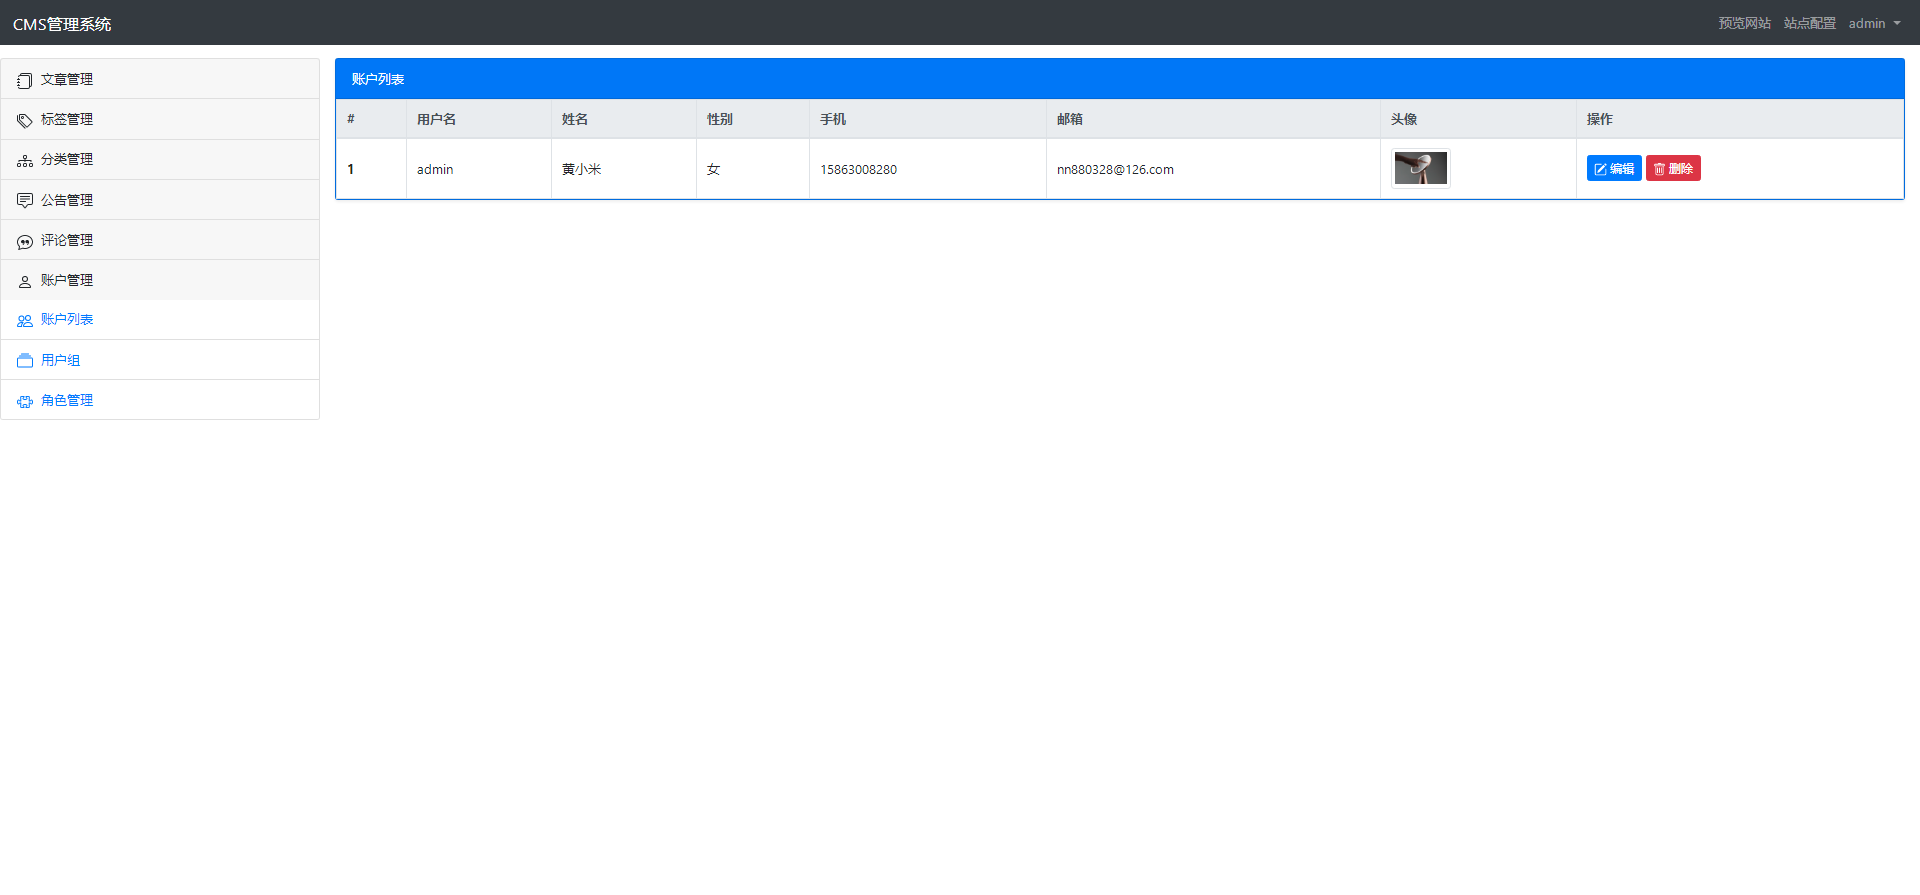 CMS管理系统
预览网站 站点配置 admin
文章管理
标签管理
分类管理
公告管理
评论管理
账户管理
账户列表
用户组
角色管理
账户列表
# 用户名 姓名 性别 手机 邮箱 头像 操作
1 admin 黄小米 女 15863008280 nn880328@126.com 编辑 删除